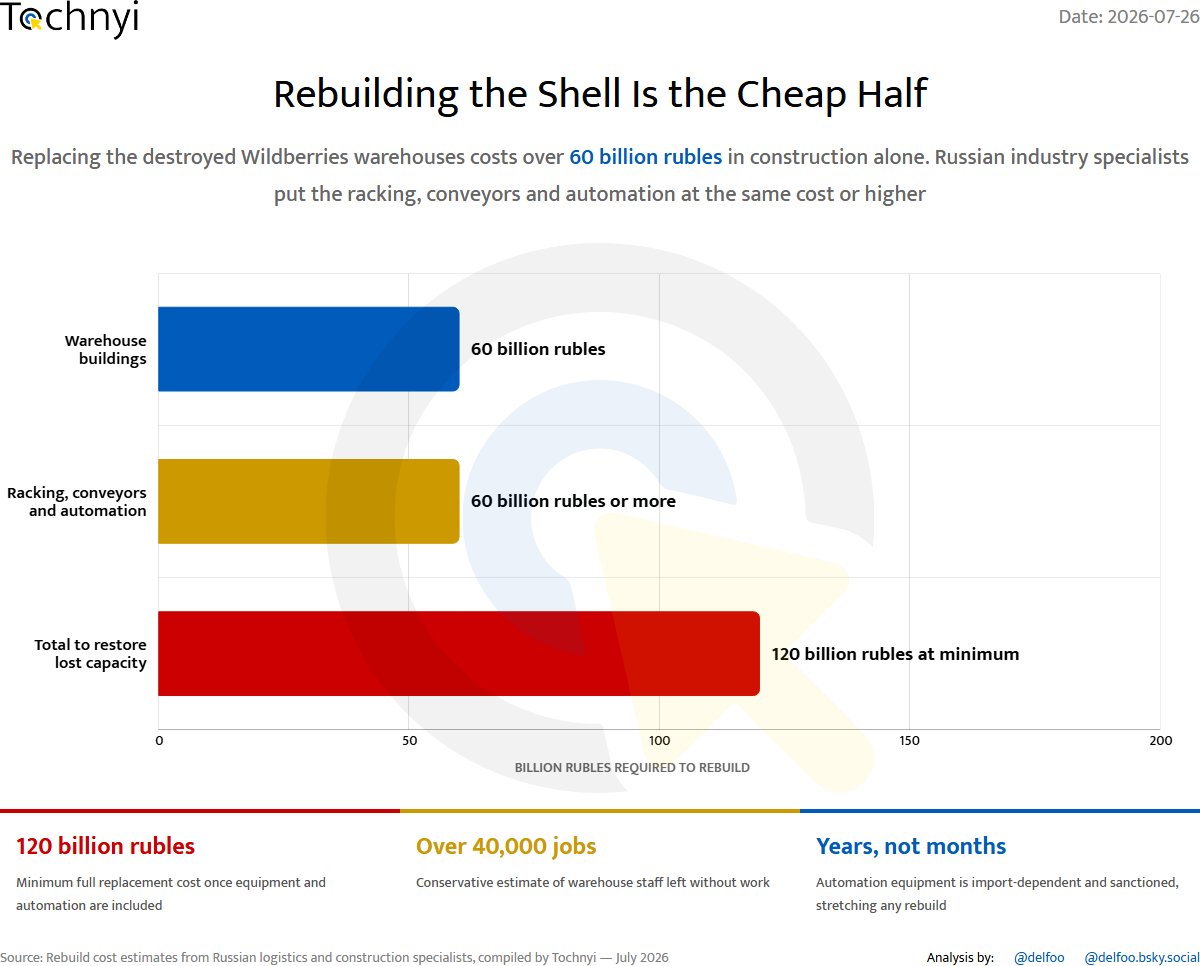 Tochnyi
Date: 2026-07-26
Rebuilding the Shell Is the Cheap Half
Replacing the destroyed Wildberries warehouses costs over 60 billion rubles in construction alone. Russian industry specialists
put the racking, conveyors and automation at the same cost or higher
Warehouse
buildings
60 billion rubles
Racking, conveyors
and automation
60 billion rubles or more
Total to restore
lost capacity
120 billion rubles at minimum
0
50
100
150
200
BILLION RUBLES REQUIRED TO REBUILD
120 billion rubles
Minimum full replacement cost once equipment and
automation are included
Over 40,000 jobs
Conservative estimate of warehouse staff left without work
Years, not months
Automation equipment is import-dependent and sanctioned,
stretching any rebuild
Source: Rebuild cost estimates from Russian logistics and construction specialists, compiled by Tochnyi — July 2026
Analysis by: @delfoo @delfoo.bsky.social